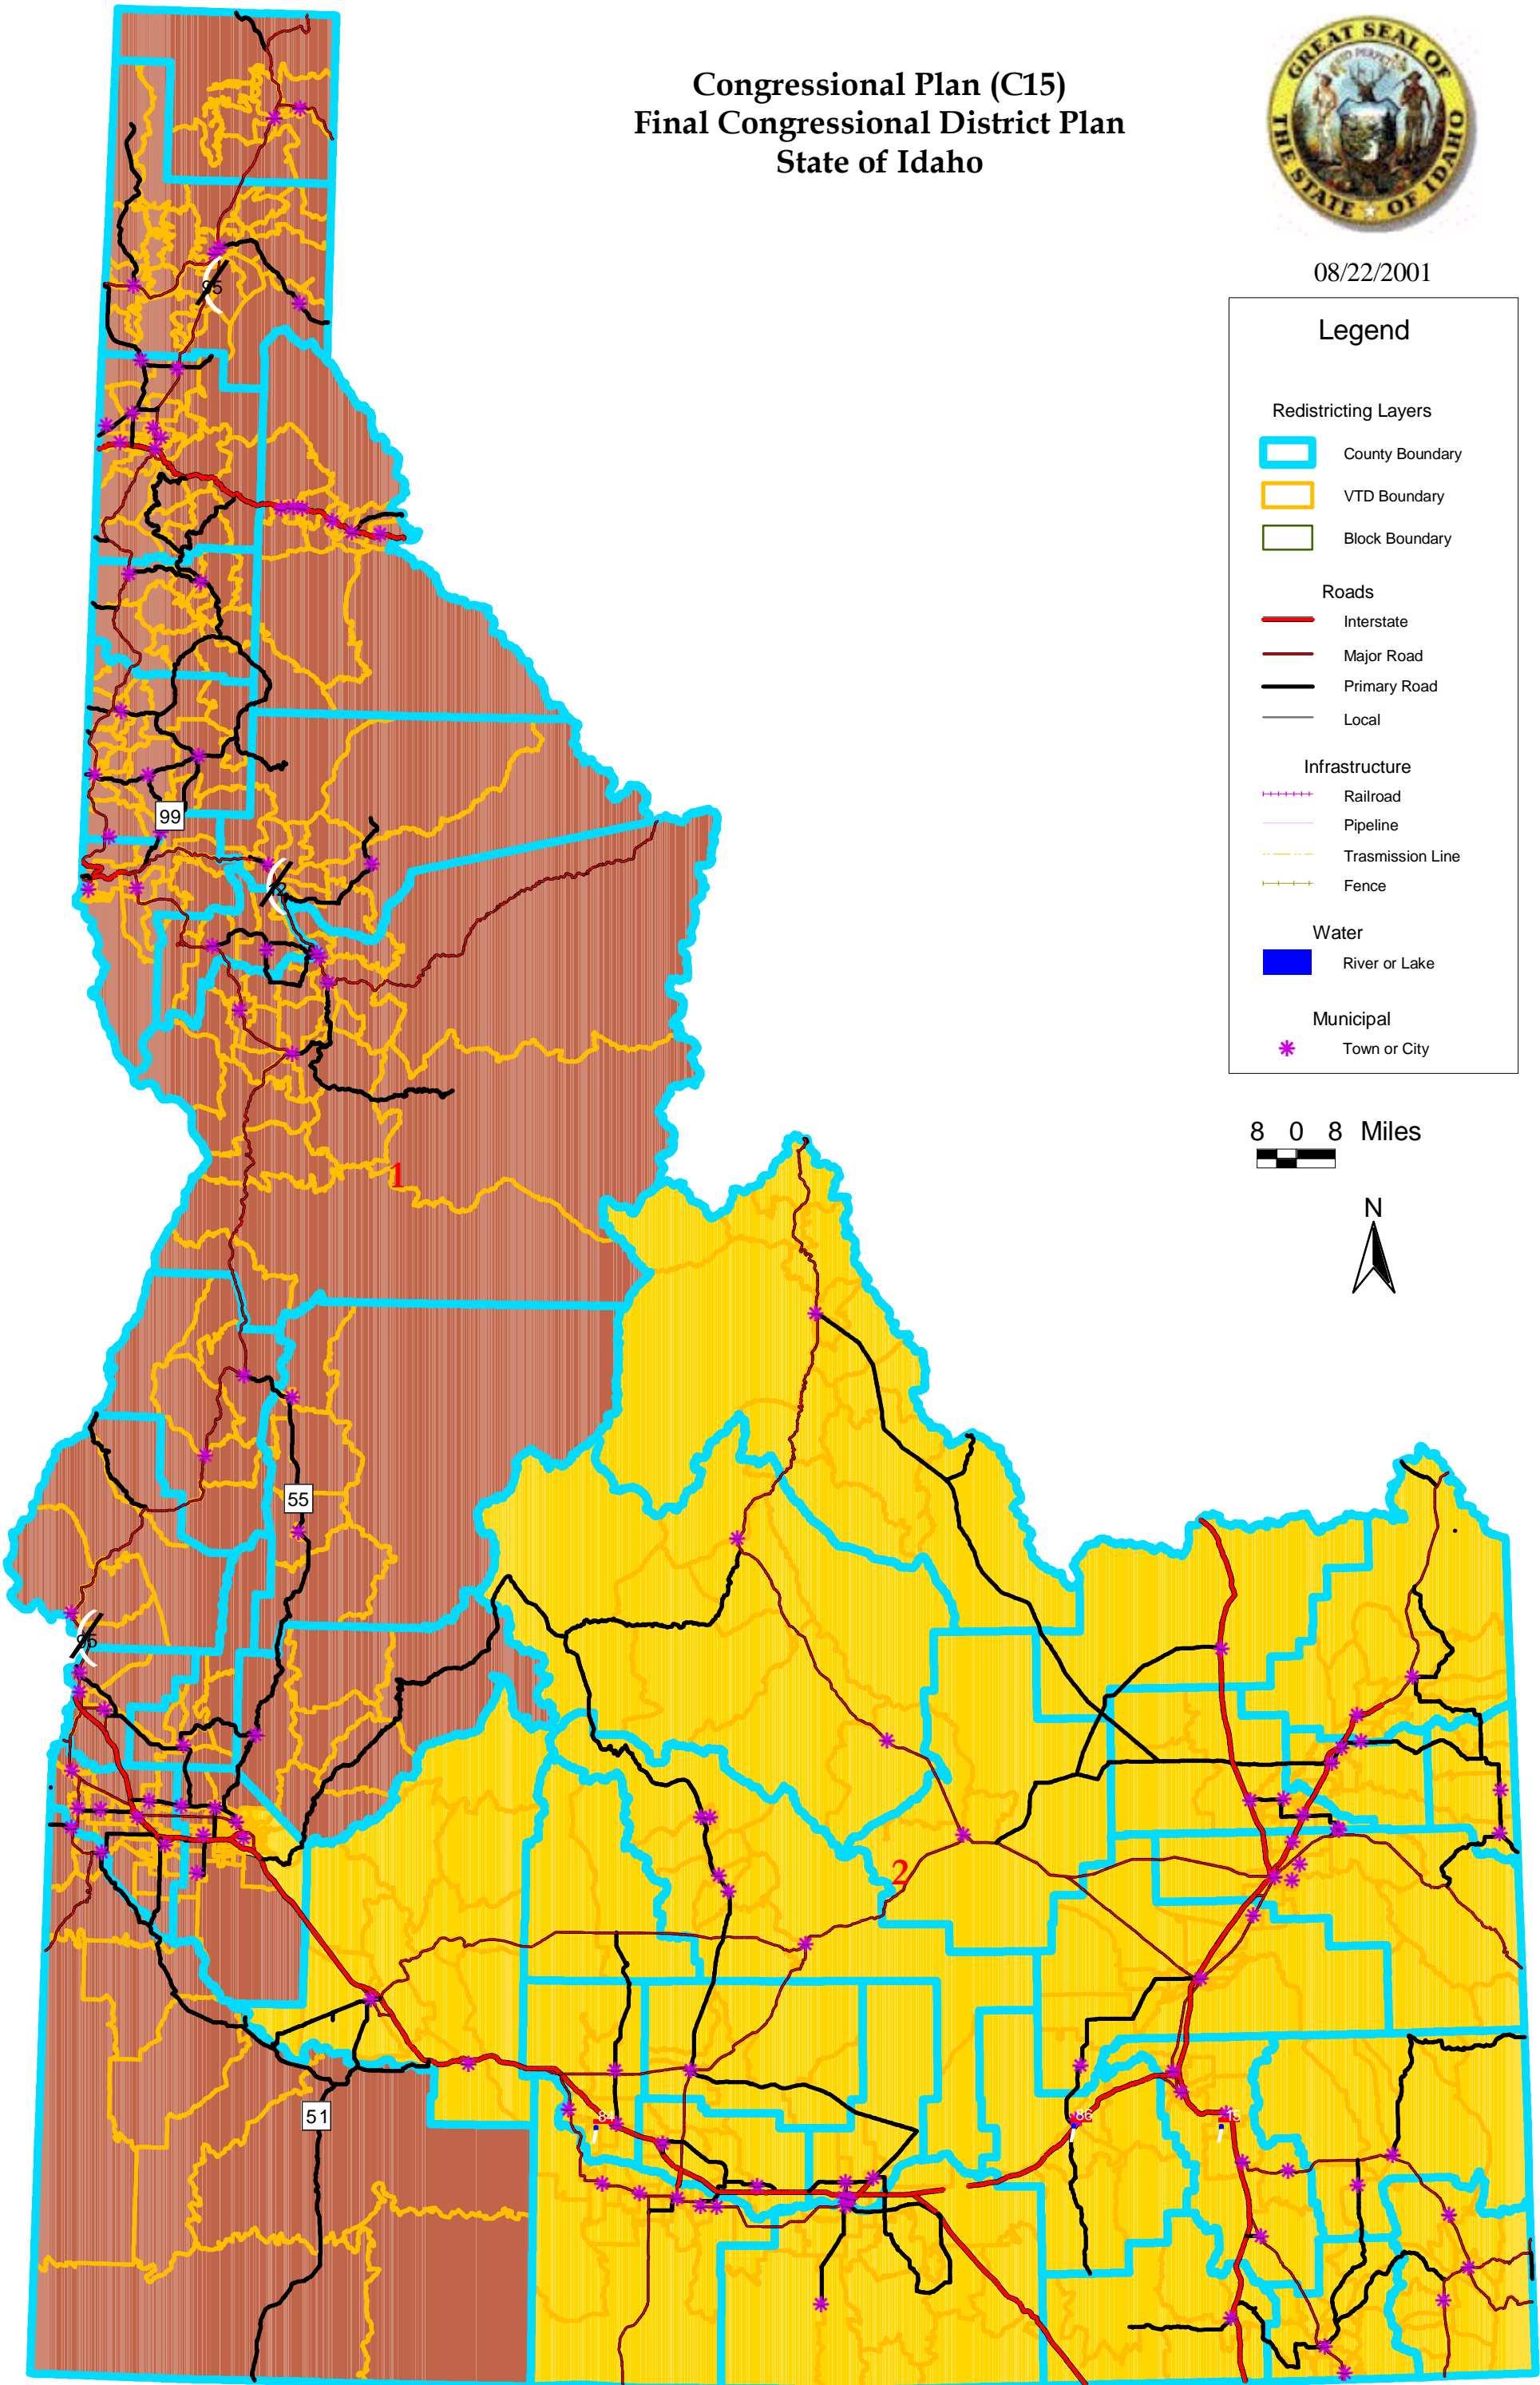 Congressional Plan (C15)
Final Congressional District Plan
State of Idaho
GREAT SEAL OF
THE STATE OF IDAHO
08/22/2001
Legend
Redistricting Layers
County Boundary
VTD Boundary
Block Boundary
Roads
Interstate
Major Road
Primary Road
Local
Infrastructure
Railroad
Pipeline
Trasmission Line
Fence
Water
River or Lake
Municipal
Town or City
8 0 8 Miles
N
95
99
12
1
55
95
2
51
84
86
15